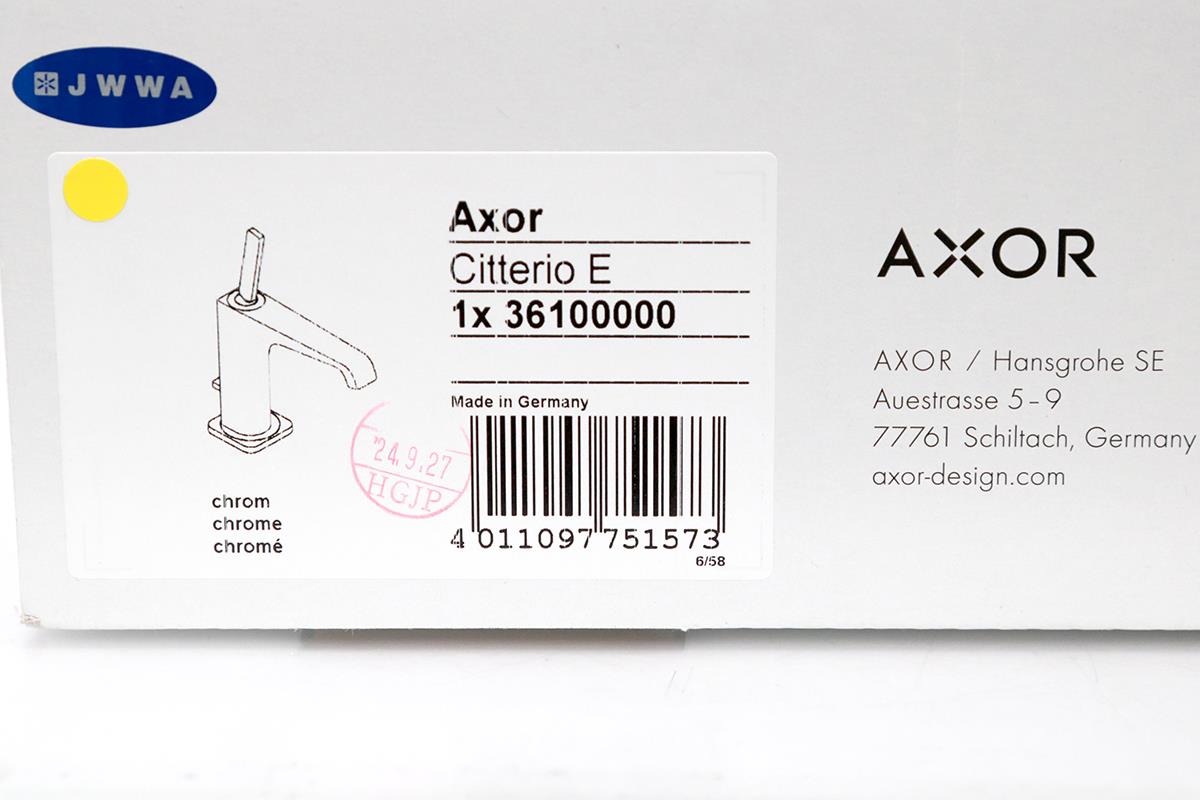 JWWA
Axor
Citterio E
1x 36100000
Made in Germany
'24.9.27
HGJP
4 011097 751573
6/58
chrom
chrome
chromé
AXOR
AXOR / Hansgrohe SE
Auestrasse 5–9
77761 Schiltach, Germany
axor-design.com